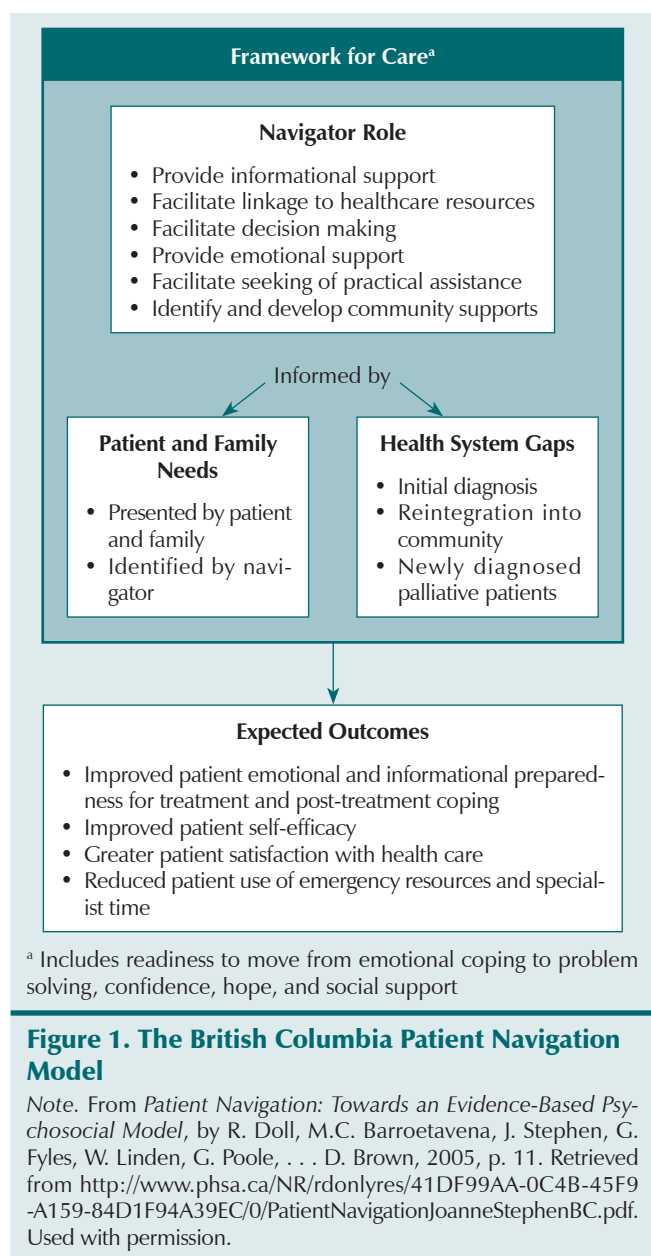 Framework for Careᵃ
Navigator Role
• Provide informational support
• Facilitate linkage to healthcare resources
• Facilitate decision making
• Provide emotional support
• Facilitate seeking of practical assistance
• Identify and develop community supports
Informed by
Patient and Family
Needs
• Presented by patient
and family
• Identified by navi-
gator
Health System Gaps
• Initial diagnosis
• Reintegration into
community
• Newly diagnosed
palliative patients
Expected Outcomes
• Improved patient emotional and informational prepared-
ness for treatment and post-treatment coping
• Improved patient self-efficacy
• Greater patient satisfaction with health care
• Reduced patient use of emergency resources and special-
ist time
ᵃ Includes readiness to move from emotional coping to problem
solving, confidence, hope, and social support
Figure 1. The British Columbia Patient Navigation
Model
Note. From Patient Navigation: Towards an Evidence-Based Psy-
chosocial Model, by R. Doll, M.C. Barroetavena, J. Stephen, G.
Fyles, W. Linden, G. Poole, . . . D. Brown, 2005, p. 11. Retrieved
from http://www.phsa.ca/NR/rdonlyres/41DF99AA-0C4B-45F9
-A159-84D1F94A39EC/0/PatientNavigationJoanneStephenBC.pdf.
Used with permission.